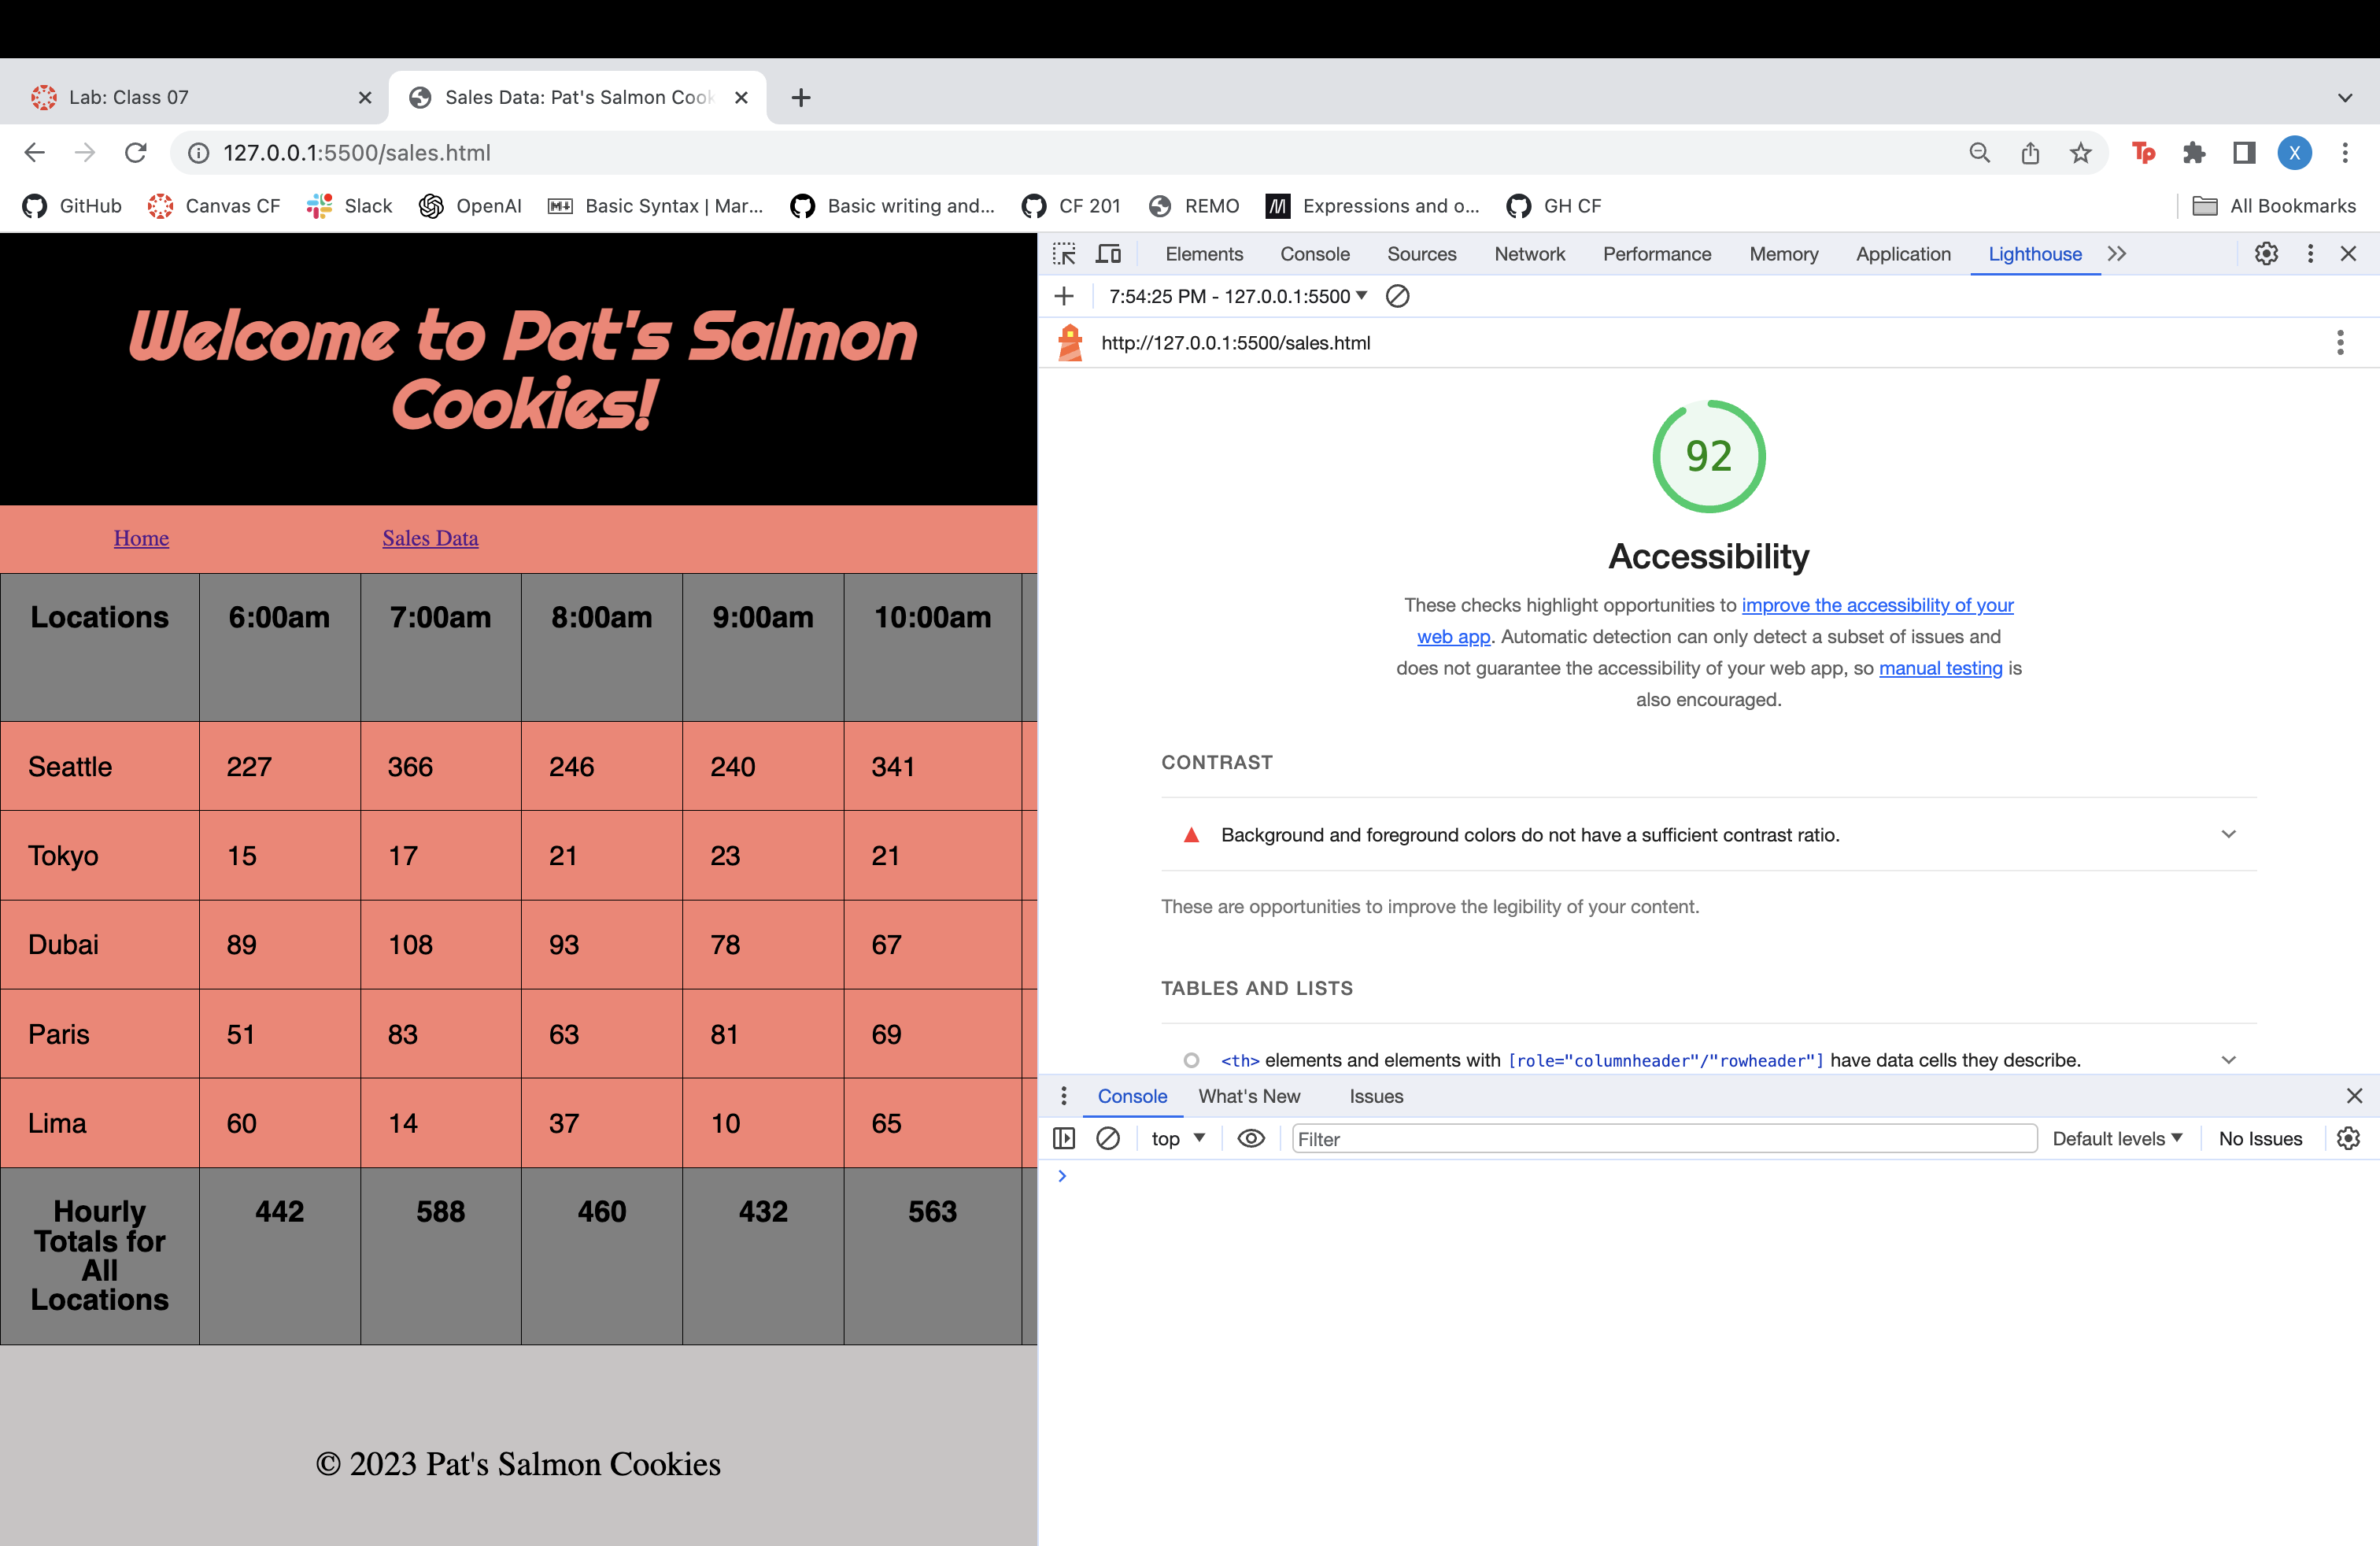 Lab: Class 07
Sales Data: Pat's Salmon Cook
127.0.0.1:5500/sales.html
Tp
X
GitHub
Canvas CF
Slack
OpenAI
Basic Syntax | Mar...
Basic writing and...
CF 201
REMO
Expressions and o...
GH CF
All Bookmarks
Welcome to Pat's Salmon
Cookies!
Home Sales Data
Locations 6:00am 7:00am 8:00am 9:00am 10:00am
Seattle 227 366 246 240 341
Tokyo 15 17 21 23 21
Dubai 89 108 93 78 67
Paris 51 83 63 81 69
Lima 60 14 37 10 65
Hourly Totals for All Locations 442 588 460 432 563
© 2023 Pat's Salmon Cookies
Elements Console Sources Network Performance Memory Application Lighthouse
7:54:25 PM - 127.0.0.1:5500
http://127.0.0.1:5500/sales.html
92
Accessibility
These checks highlight opportunities to improve the accessibility of your
web app. Automatic detection can only detect a subset of issues and
does not guarantee the accessibility of your web app, so manual testing is
also encouraged.
CONTRAST
Background and foreground colors do not have a sufficient contrast ratio.
These are opportunities to improve the legibility of your content.
TABLES AND LISTS
<th> elements and elements with [role="columnheader"/"rowheader"] have data cells they describe.
Console What's New Issues
top Filter Default levels No Issues